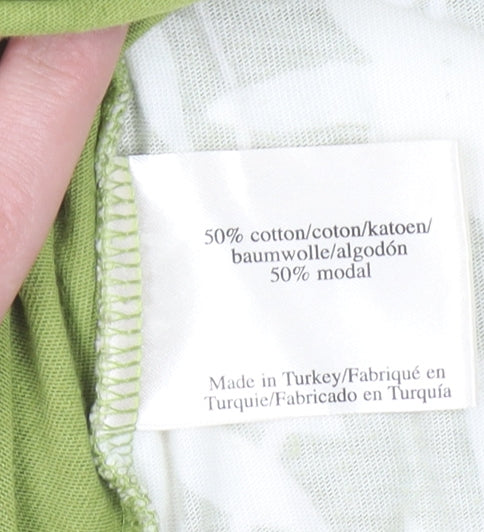 50% cotton/coton/katoen/
baumwolle/algodón
50% modal
Made in Turkey/Fabriqué en
Turquie/Fabricado en Turquía